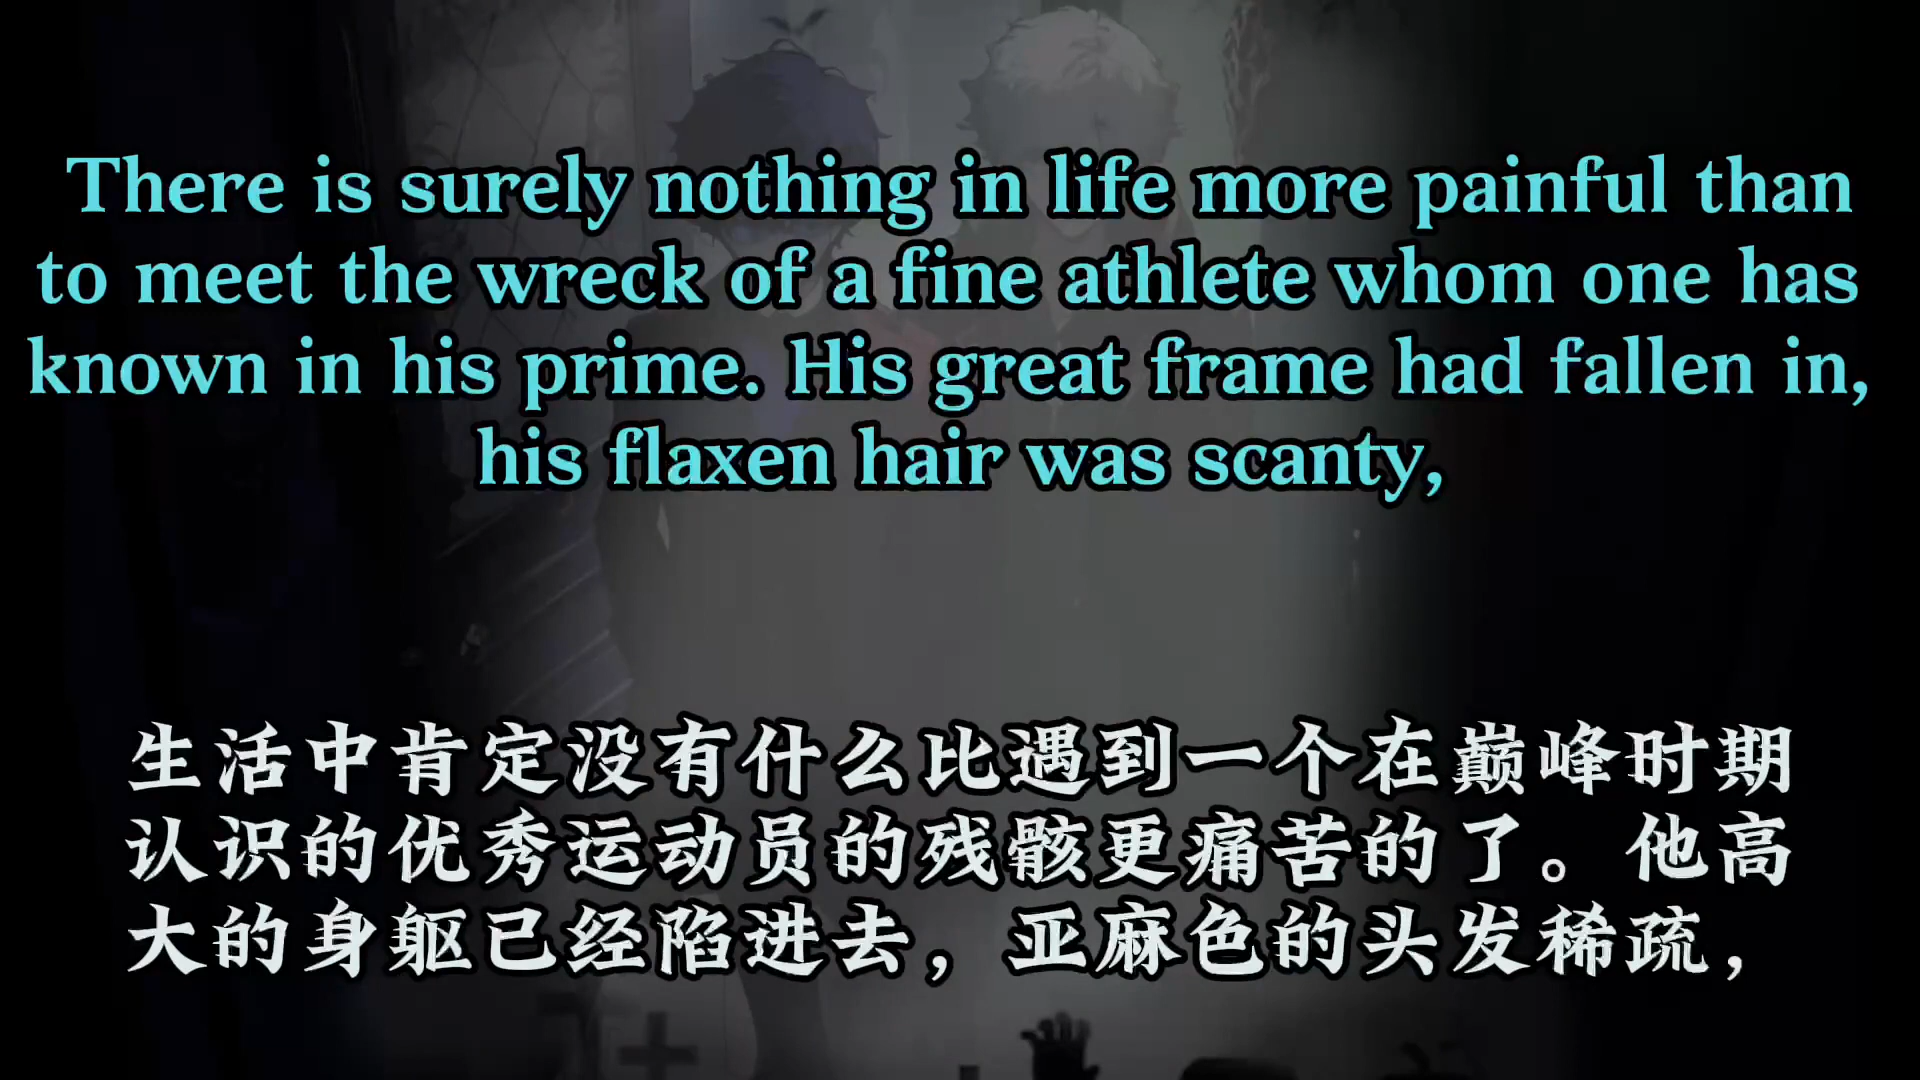 There is surely nothing in life more painful than
to meet the wreck of a fine athlete whom one has
known in his prime. His great frame had fallen in,
his flaxen hair was scanty,
生活中肯定没有什么比遇到一个在巅峰时期
认识的优秀运动员的残骸更痛苦的了。他高
大的身躯已经陷进去，亚麻色的头发稀疏，